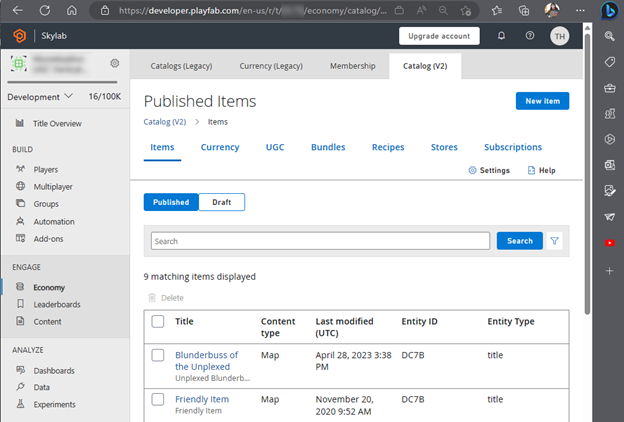 https://developer.playfab.com/en-us/r/t/ /economy/catalog/...
Skylab
Upgrade account
TH
Development
16/100K
Catalogs (Legacy)
Currency (Legacy)
Membership
Catalog (V2)
Title Overview
BUILD
Players
Multiplayer
Groups
Automation
Add-ons
ENGAGE
Economy
Leaderboards
Content
ANALYZE
Dashboards
Data
Experiments
Published Items
New item
Catalog (V2) > Items
Items
Currency
UGC
Bundles
Recipes
Stores
Subscriptions
Settings
Help
Published
Draft
Search
Search
9 matching items displayed
Delete
Title
Content type
Last modified (UTC)
Entity ID
Entity Type
Blunderbuss of the Unplexed
Unplexed Blunderb...
Map
April 28, 2023 3:38 PM
DC7B
title
Friendly Item
Friendly Item
Map
November 20, 2020 9:52 AM
DC7B
title